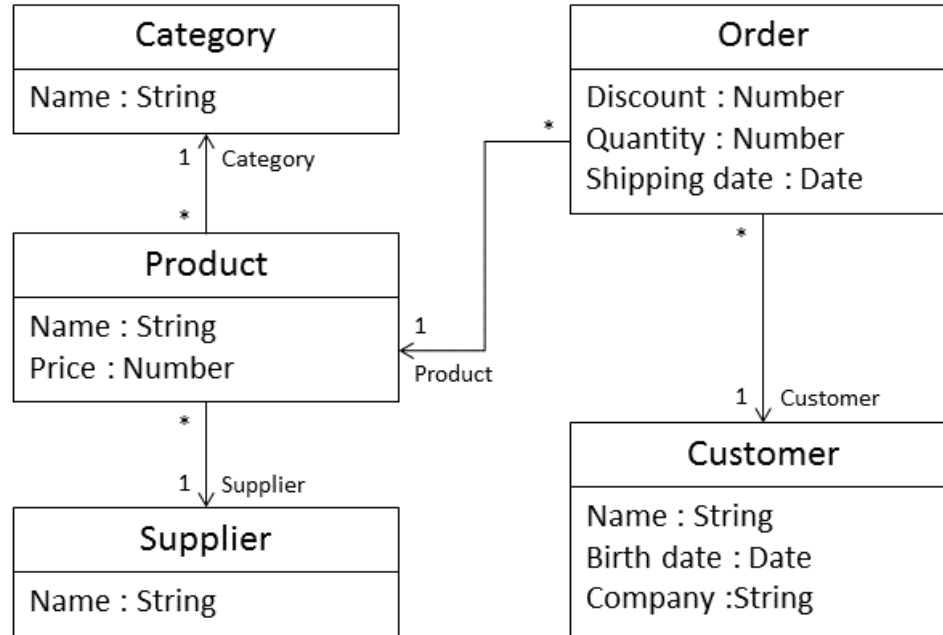 Category
Name : String
1
Category
*
Product
Name : String
Price : Number
*
1
Supplier
Supplier
Name : String
Order
Discount : Number
Quantity : Number
Shipping date : Date
*
1
Product
*
1
Customer
Customer
Name : String
Birth date : Date
Company :String